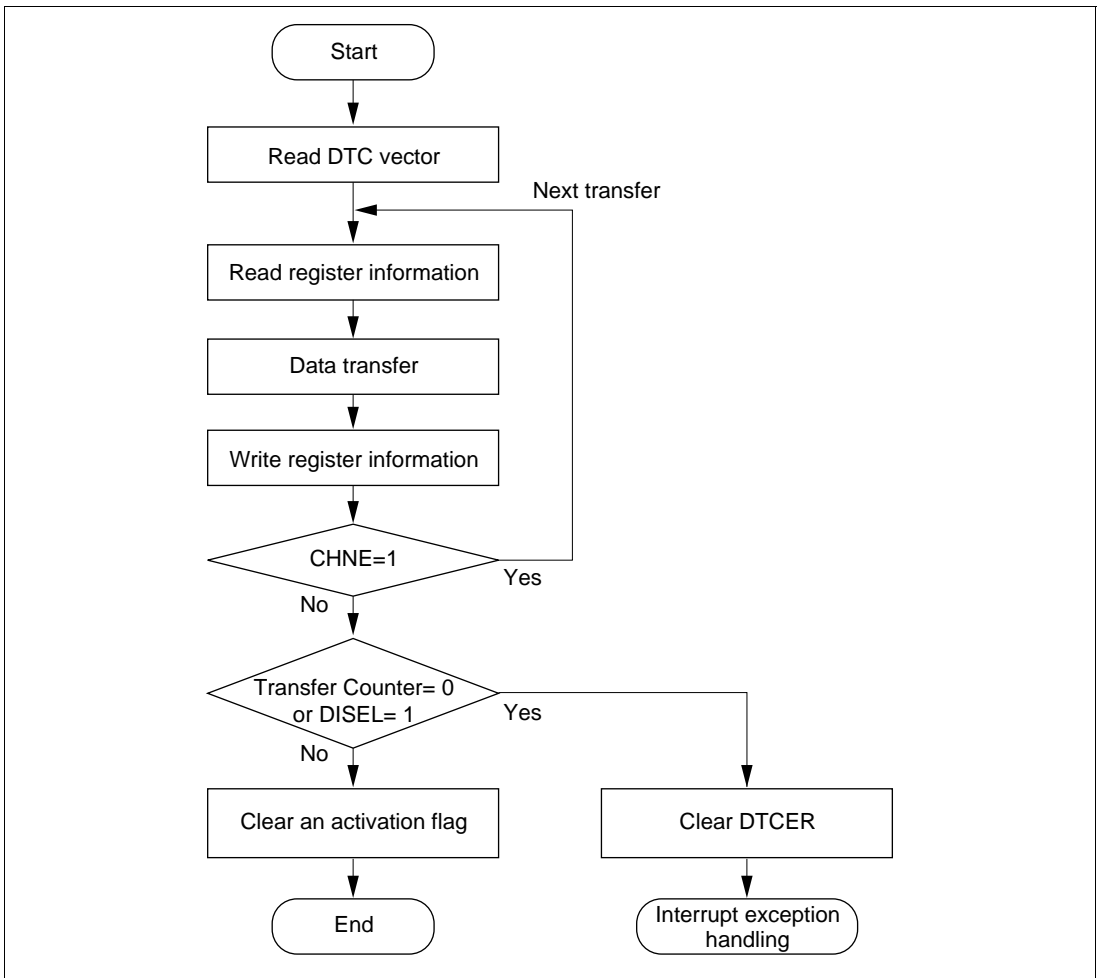 Start
Read DTC vector
Next transfer
Read register information
Data transfer
Write register information
CHNE=1
Yes
No
Transfer Counter= 0
or DISEL= 1
Yes
No
Clear an activation flag
Clear DTCER
End
Interrupt exception
handling